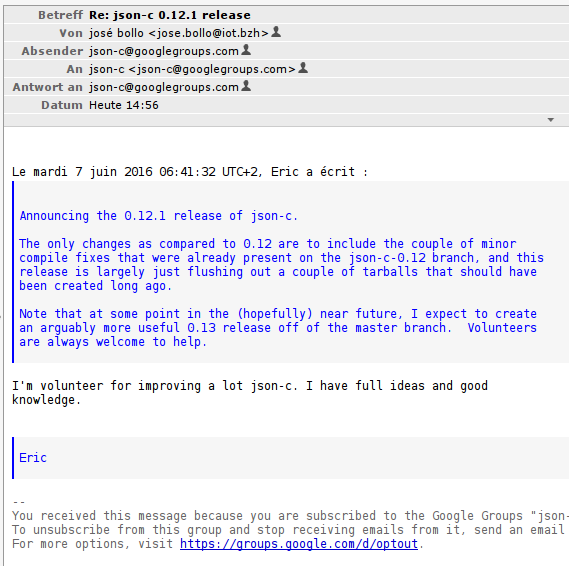 Betreff Re: json-c 0.12.1 release
Von josé bollo <jose.bollo@iot.bzh>
Absender json-c@googlegroups.com
An json-c <json-c@googlegroups.com>
Antwort an json-c@googlegroups.com
Datum Heute 14:56
Le mardi 7 juin 2016 06:41:32 UTC+2, Eric a écrit :
Announcing the 0.12.1 release of json-c.
The only changes as compared to 0.12 are to include the couple of minor
compile fixes that were already present on the json-c-0.12 branch, and this
release is largely just flushing out a couple of tarballs that should have
been created long ago.
Note that at some point in the (hopefully) near future, I expect to create
an arguably more useful 0.13 release off of the master branch.  Volunteers
are always welcome to help.
I'm volunteer for improving a lot json-c. I have full ideas and good
knowledge.
Eric
--
You received this message because you are subscribed to the Google Groups "json-
To unsubscribe from this group and stop receiving emails from it, send an email
For more options, visit https://groups.google.com/d/optout.